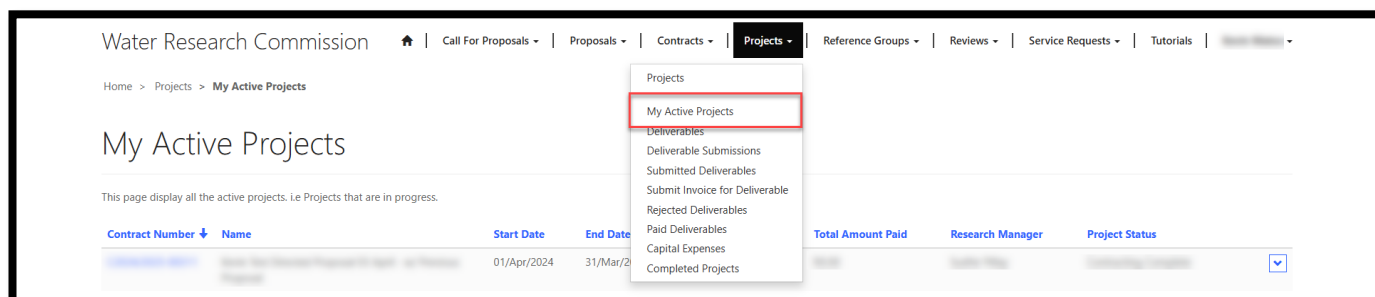 Water Research Commission Call For Proposals Proposals Contracts Projects Reference Groups Reviews Service Requests Tutorials
Home > Projects > My Active Projects
Projects
My Active Projects
Deliverables
Deliverable Submissions
Submitted Deliverables
Submit Invoice for Deliverable
Rejected Deliverables
Paid Deliverables
Capital Expenses
Completed Projects
My Active Projects
This page display all the active projects. i.e Projects that are in progress.
Contract Number Name Start Date End Date Total Amount Paid Research Manager Project Status
01/Apr/2024 31/Mar/2